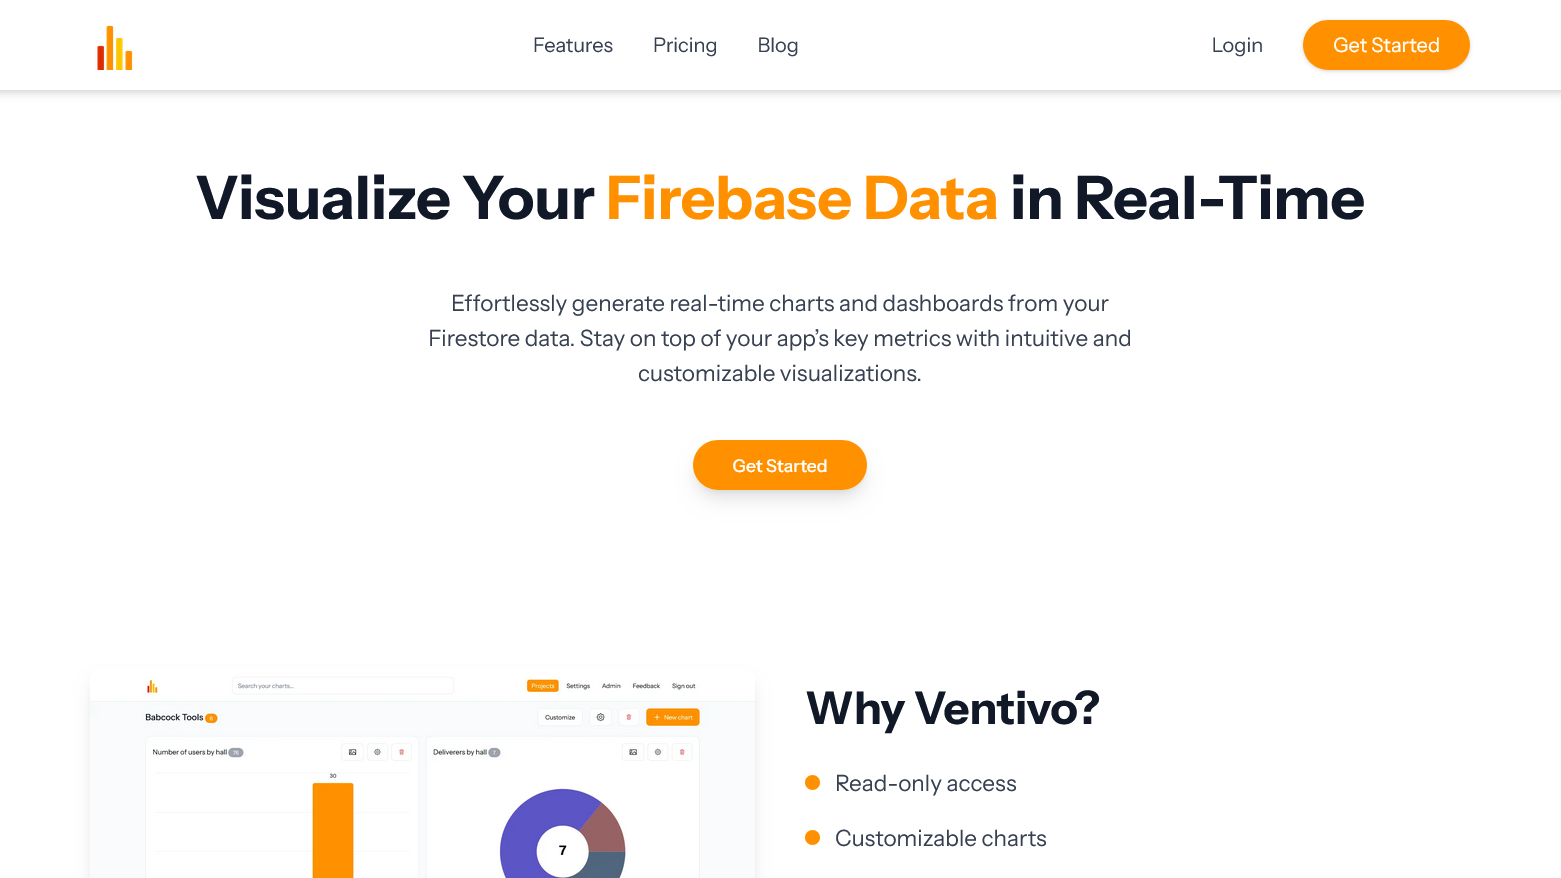 Features Pricing Blog Login Get Started
Visualize Your Firebase Data in Real-Time
Effortlessly generate real-time charts and dashboards from your
Firestore data. Stay on top of your app’s key metrics with intuitive and
customizable visualizations.
Get Started
Search your charts...
Projects Settings Admin Feedback Sign out
Babcock Tools 6
Customize
+ New chart
Number of users by hall 76
30
Deliverers by hall 7
7
Why Ventivo?
Read-only access
Customizable charts